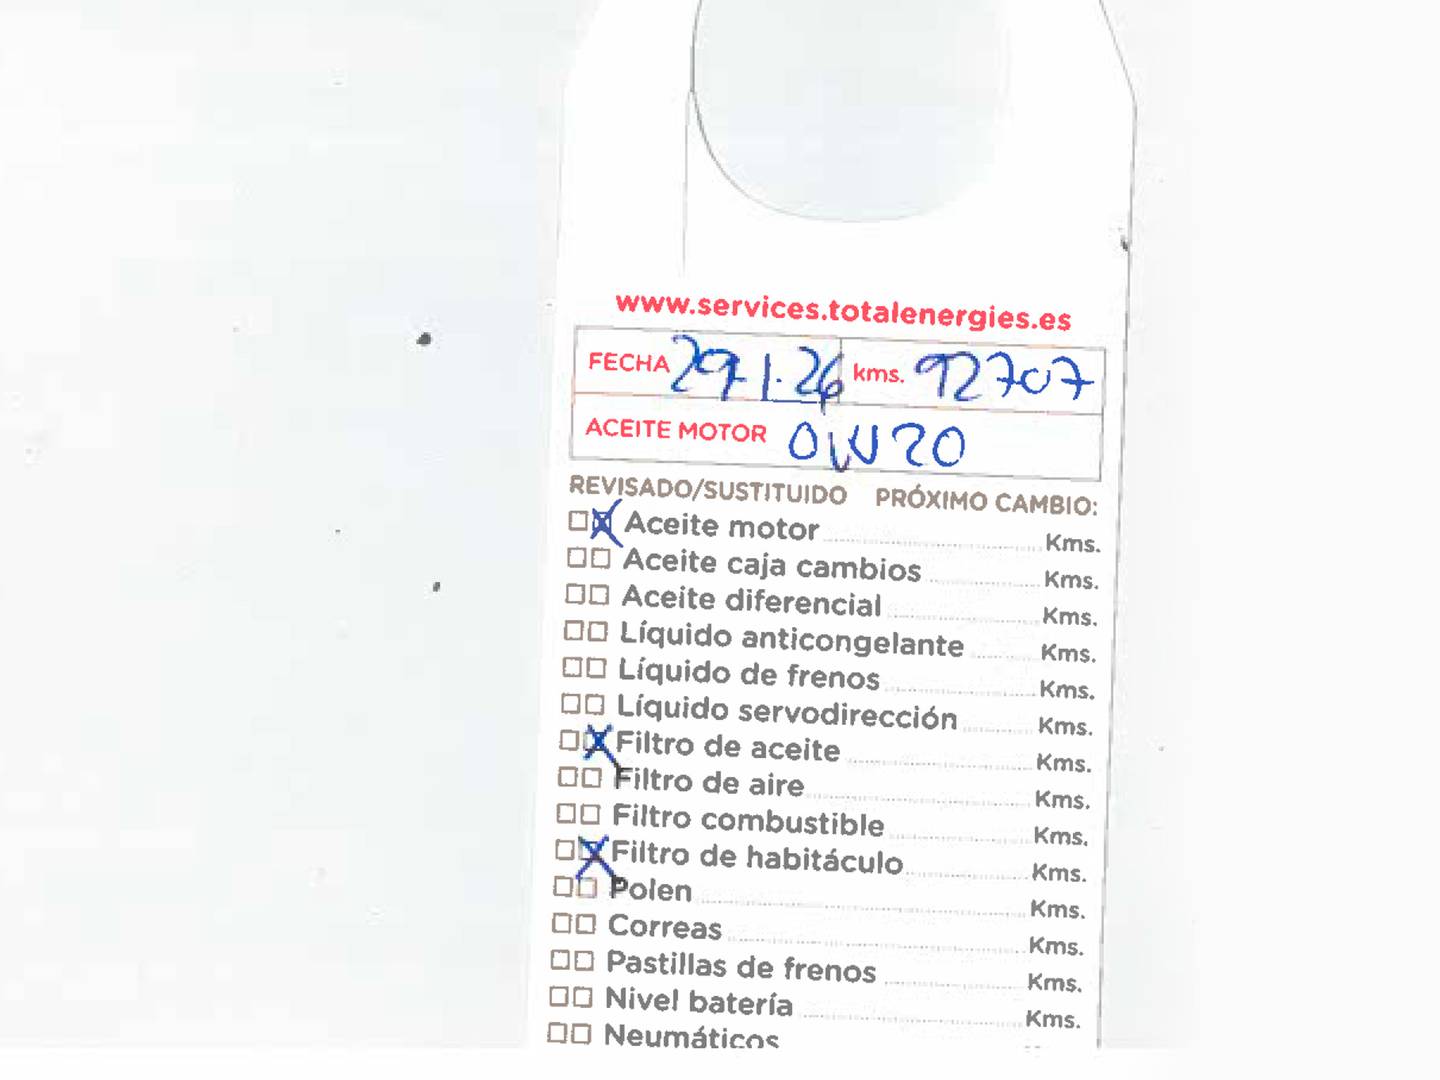 www.services.totalenergies.es
FECHA 29-1-26 kms. 92707
ACEITE MOTOR 0W20
REVISADO/SUSTITUIDO PRÓXIMO CAMBIO:
Aceite motor Kms.
Aceite caja cambios Kms.
Aceite diferencial Kms.
Líquido anticongelante Kms.
Líquido de frenos Kms.
Líquido servodirección Kms.
Filtro de aceite Kms.
Filtro de aire Kms.
Filtro combustible Kms.
Filtro de habitáculo Kms.
Polen Kms.
Correas Kms.
Pastillas de frenos Kms.
Nivel batería Kms.
Neumáticos